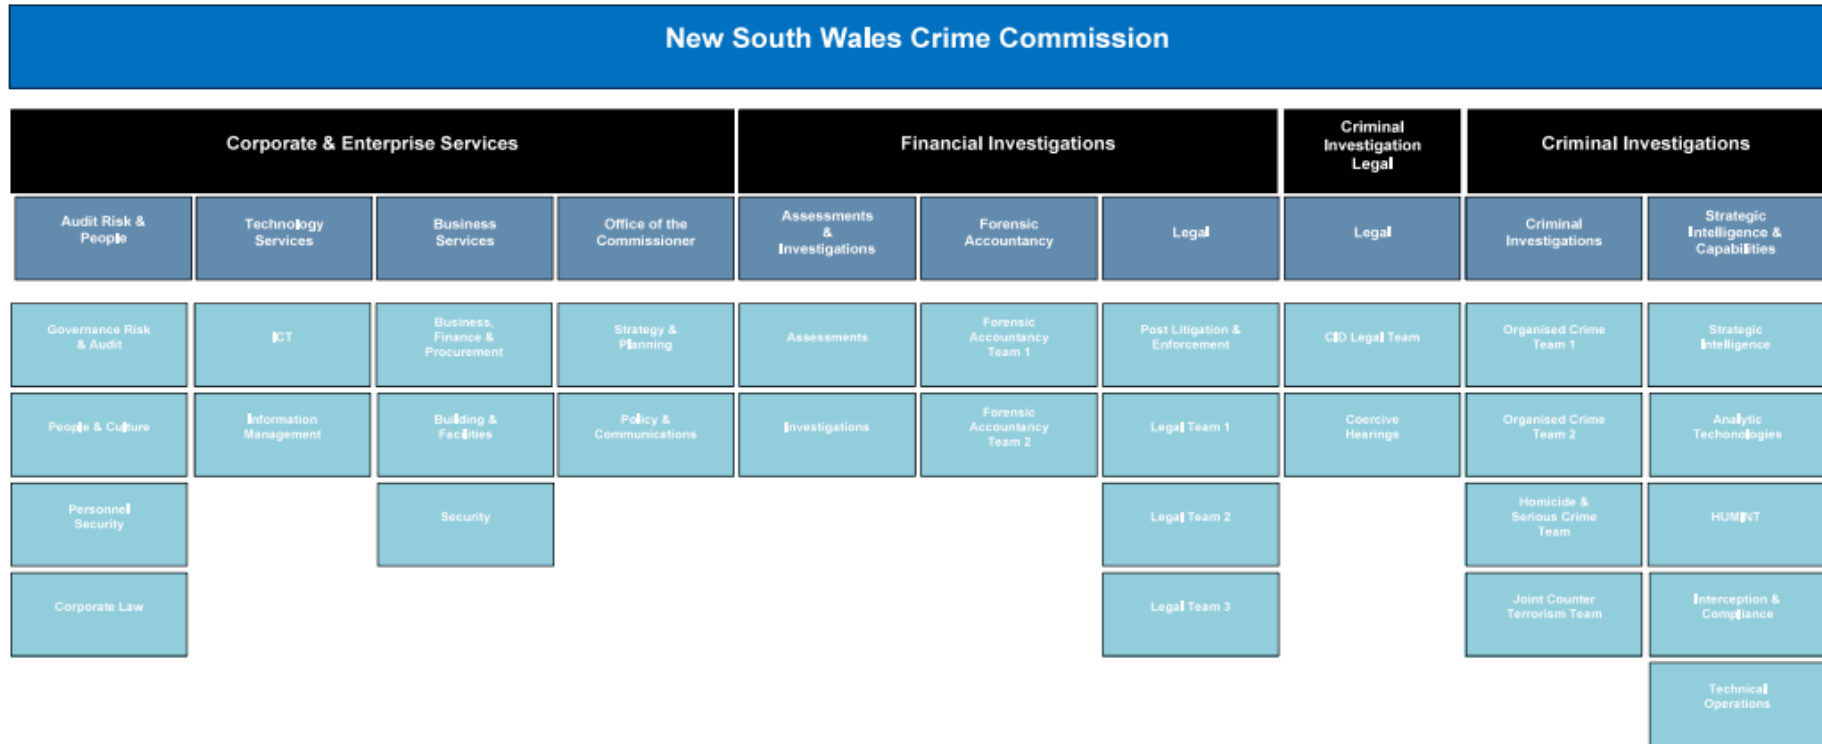 New South Wales Crime Commission
Corporate & Enterprise Services
Financial Investigations
Criminal
Investigation
Legal
Criminal Investigations
Audit Risk &
People
Technology
Services
Business
Services
Office of the
Commissioner
Assessments
&
Investigations
Forensic
Accountancy
Legal
Legal
Criminal
Investigations
Strategic
Intelligence &
Capabilities
Governance Risk
& Audit
ICT
Business,
Finance &
Procurement
Strategy &
Planning
Assessments
Forensic
Accountancy
Team 1
Post Litigation &
Enforcement
CID Legal Team
Organised Crime
Team 1
Strategic
Intelligence
People & Culture
Information
Management
Building &
Facilities
Policy &
Communications
Investigations
Forensic
Accountancy
Team 2
Legal Team 1
Coercive
Hearings
Organised Crime
Team 2
Analytic
Techonologies
Personnel
Security
Security
Legal Team 2
Homicide &
Serious Crime
Team
HUMINT
Corporate Law
Legal Team 3
Joint Counter
Terrorism Team
Interception &
Compliance
Technical
Operations